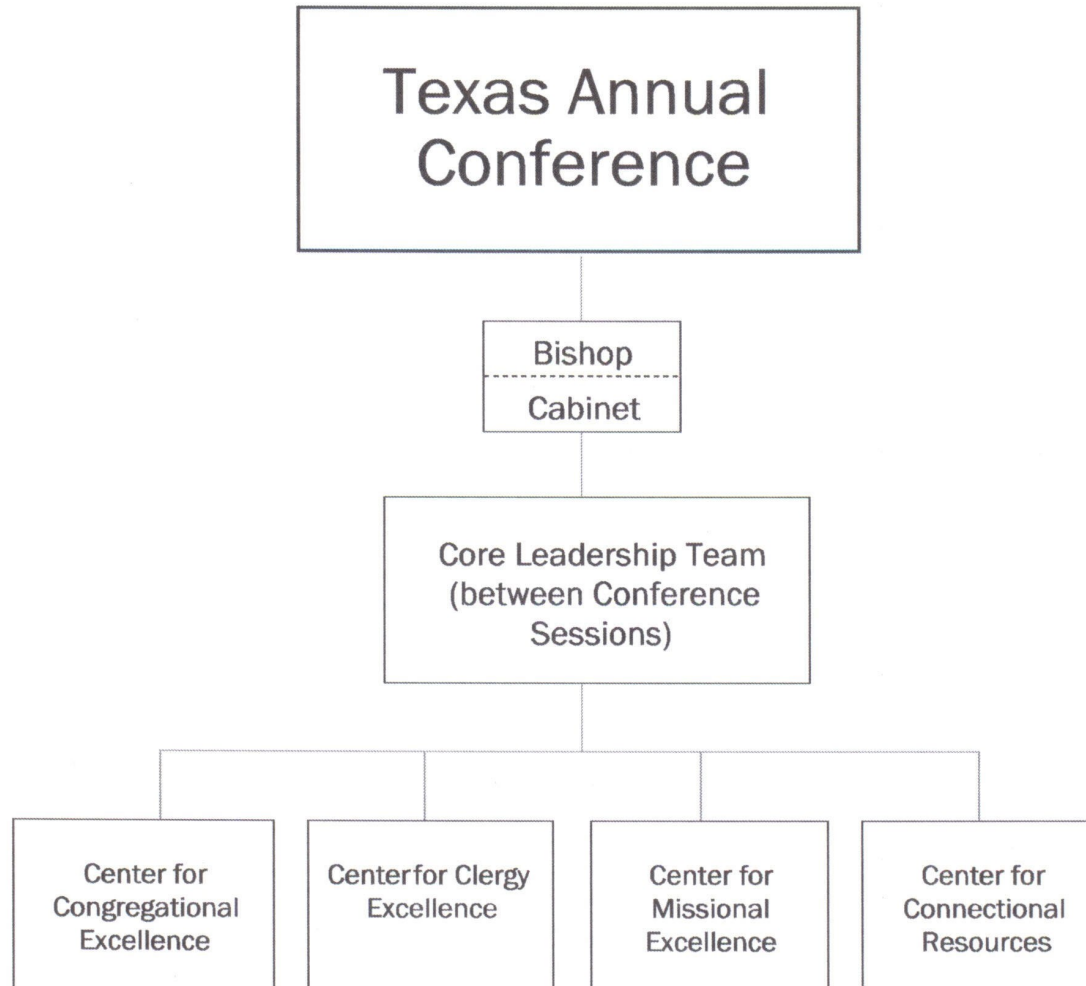 Texas Annual
Conference
Bishop
Cabinet
Core Leadership Team
(between Conference
Sessions)
Center for
Congregational
Excellence
Centerfor Clergy
Excellence
Center for
Missional
Excellence
Center for
Connectional
Resources